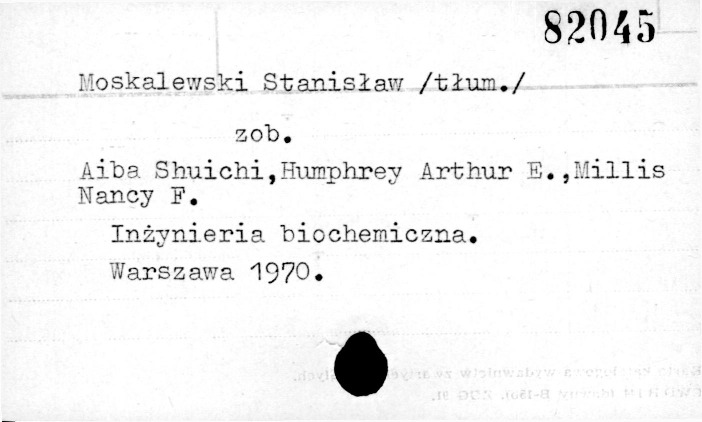 82045
Moskalewski Stanisław /tłum./
zob.
Aiba Shuichi,Humphrey Arthur E.,Millis
Nancy F.
Inżynieria biochemiczna.
Warszawa 1970.